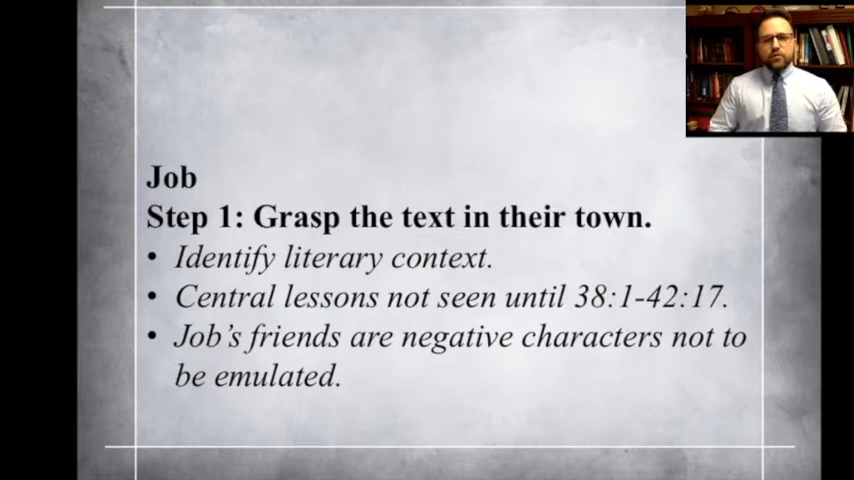 Job
Step 1: Grasp the text in their town.
• Identify literary context.
• Central lessons not seen until 38:1-42:17.
• Job's friends are negative characters not to
be emulated.